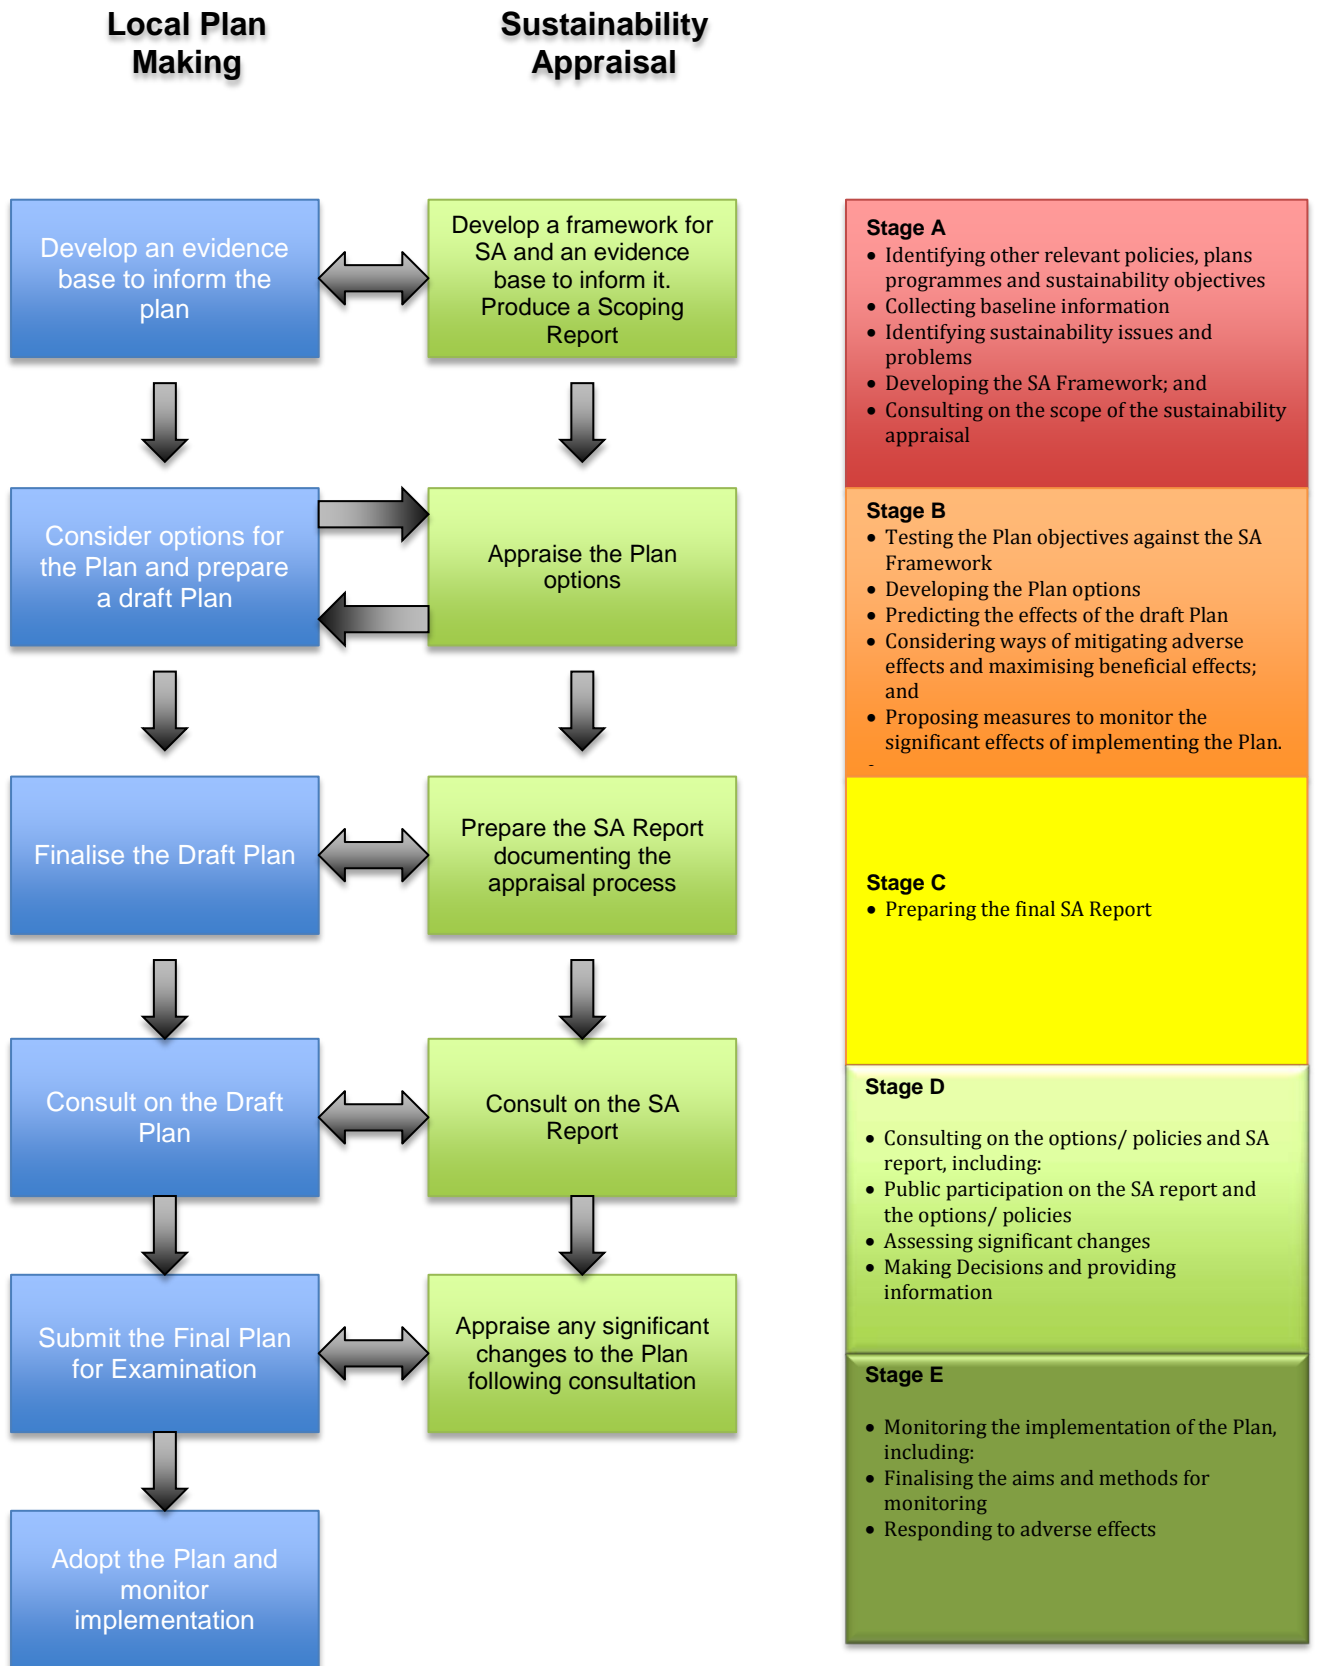 Local Plan
Making
Sustainability
Appraisal
Develop an evidence
base to inform the
plan
Develop a framework for
SA and an evidence
base to inform it.
Produce a Scoping
Report
Consider options for
the Plan and prepare
a draft Plan
Appraise the Plan
options
Finalise the Draft Plan
Prepare the SA Report
documenting the
appraisal process
Consult on the Draft
Plan
Consult on the SA
Report
Submit the Final Plan
for Examination
Appraise any significant
changes to the Plan
following consultation
Adopt the Plan and
monitor
implementation
Stage A
• Identifying other relevant policies, plans
programmes and sustainability objectives
• Collecting baseline information
• Identifying sustainability issues and
problems
• Developing the SA Framework; and
• Consulting on the scope of the sustainability
appraisal
Stage B
• Testing the Plan objectives against the SA
Framework
• Developing the Plan options
• Predicting the effects of the draft Plan
• Considering ways of mitigating adverse
effects and maximising beneficial effects;
and
• Proposing measures to monitor the
significant effects of implementing the Plan.
Stage C
• Preparing the final SA Report
Stage D
• Consulting on the options/ policies and SA
report, including:
• Public participation on the SA report and
the options/ policies
• Assessing significant changes
• Making Decisions and providing
information
Stage E
• Monitoring the implementation of the Plan,
including:
• Finalising the aims and methods for
monitoring
• Responding to adverse effects